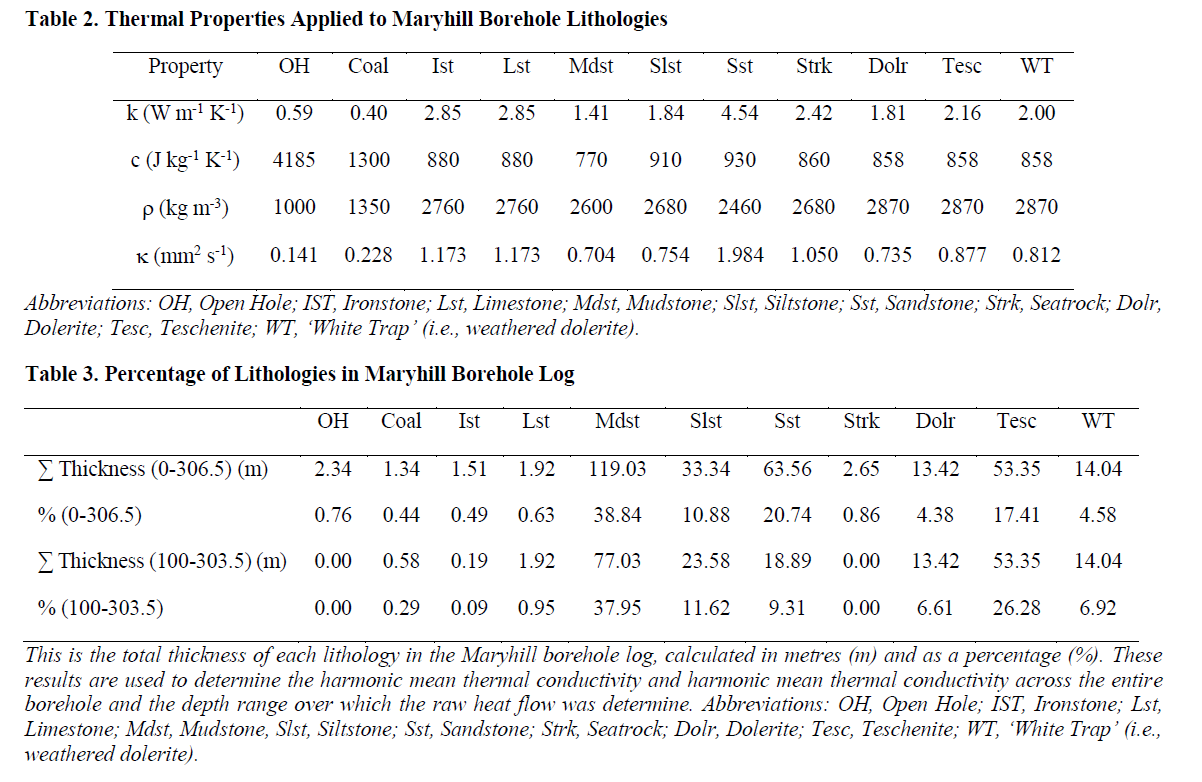 Table 2. Thermal Properties Applied to Maryhill Borehole Lithologies
Property OH Coal Ist Lst Mdst Slst Sst Strk Dolr Tesc WT
k (W m-1 K-1) 0.59 0.40 2.85 2.85 1.41 1.84 4.54 2.42 1.81 2.16 2.00
c (J kg-1 K-1) 4185 1300 880 880 770 910 930 860 858 858 858
ρ (kg m-3) 1000 1350 2760 2760 2600 2680 2460 2680 2870 2870 2870
κ (mm2 s-1) 0.141 0.228 1.173 1.173 0.704 0.754 1.984 1.050 0.735 0.877 0.812
Abbreviations: OH, Open Hole; IST, Ironstone; Lst, Limestone; Mdst, Mudstone; Slst, Siltstone; Sst, Sandstone; Strk, Seatrock; Dolr,
Dolerite; Tesc, Teschenite; WT, ‘White Trap’ (i.e., weathered dolerite).
Table 3. Percentage of Lithologies in Maryhill Borehole Log
OH Coal Ist Lst Mdst Slst Sst Strk Dolr Tesc WT
∑ Thickness (0-306.5) (m) 2.34 1.34 1.51 1.92 119.03 33.34 63.56 2.65 13.42 53.35 14.04
% (0-306.5) 0.76 0.44 0.49 0.63 38.84 10.88 20.74 0.86 4.38 17.41 4.58
∑ Thickness (100-303.5) (m) 0.00 0.58 0.19 1.92 77.03 23.58 18.89 0.00 13.42 53.35 14.04
% (100-303.5) 0.00 0.29 0.09 0.95 37.95 11.62 9.31 0.00 6.61 26.28 6.92
This is the total thickness of each lithology in the Maryhill borehole log, calculated in metres (m) and as a percentage (%). These
results are used to determine the harmonic mean thermal conductivity and harmonic mean thermal conductivity across the entire
borehole and the depth range over which the raw heat flow was determine. Abbreviations: OH, Open Hole; IST, Ironstone; Lst,
Limestone; Mdst, Mudstone, Slst, Siltstone; Sst, Sandstone; Strk, Seatrock; Dolr, Dolerite; Tesc, Teschenite; WT, ‘White Trap’ (i.e.,
weathered dolerite).